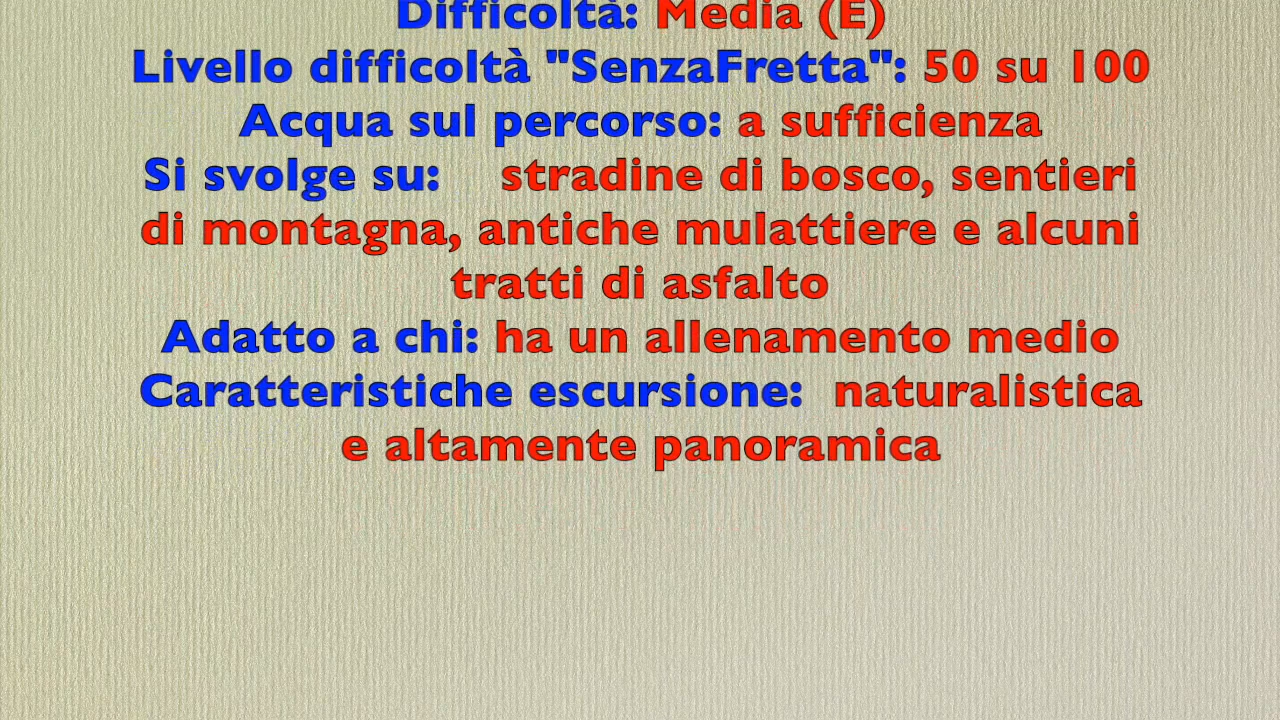 Difficoltà: Media (E)
Livello difficoltà "SenzaFretta": 50 su 100
Acqua sul percorso: a sufficienza
Si svolge su: stradine di bosco, sentieri
di montagna, antiche mulattiere e alcuni
tratti di asfalto
Adatto a chi: ha un allenamento medio
Caratteristiche escursione: naturalistica
e altamente panoramica